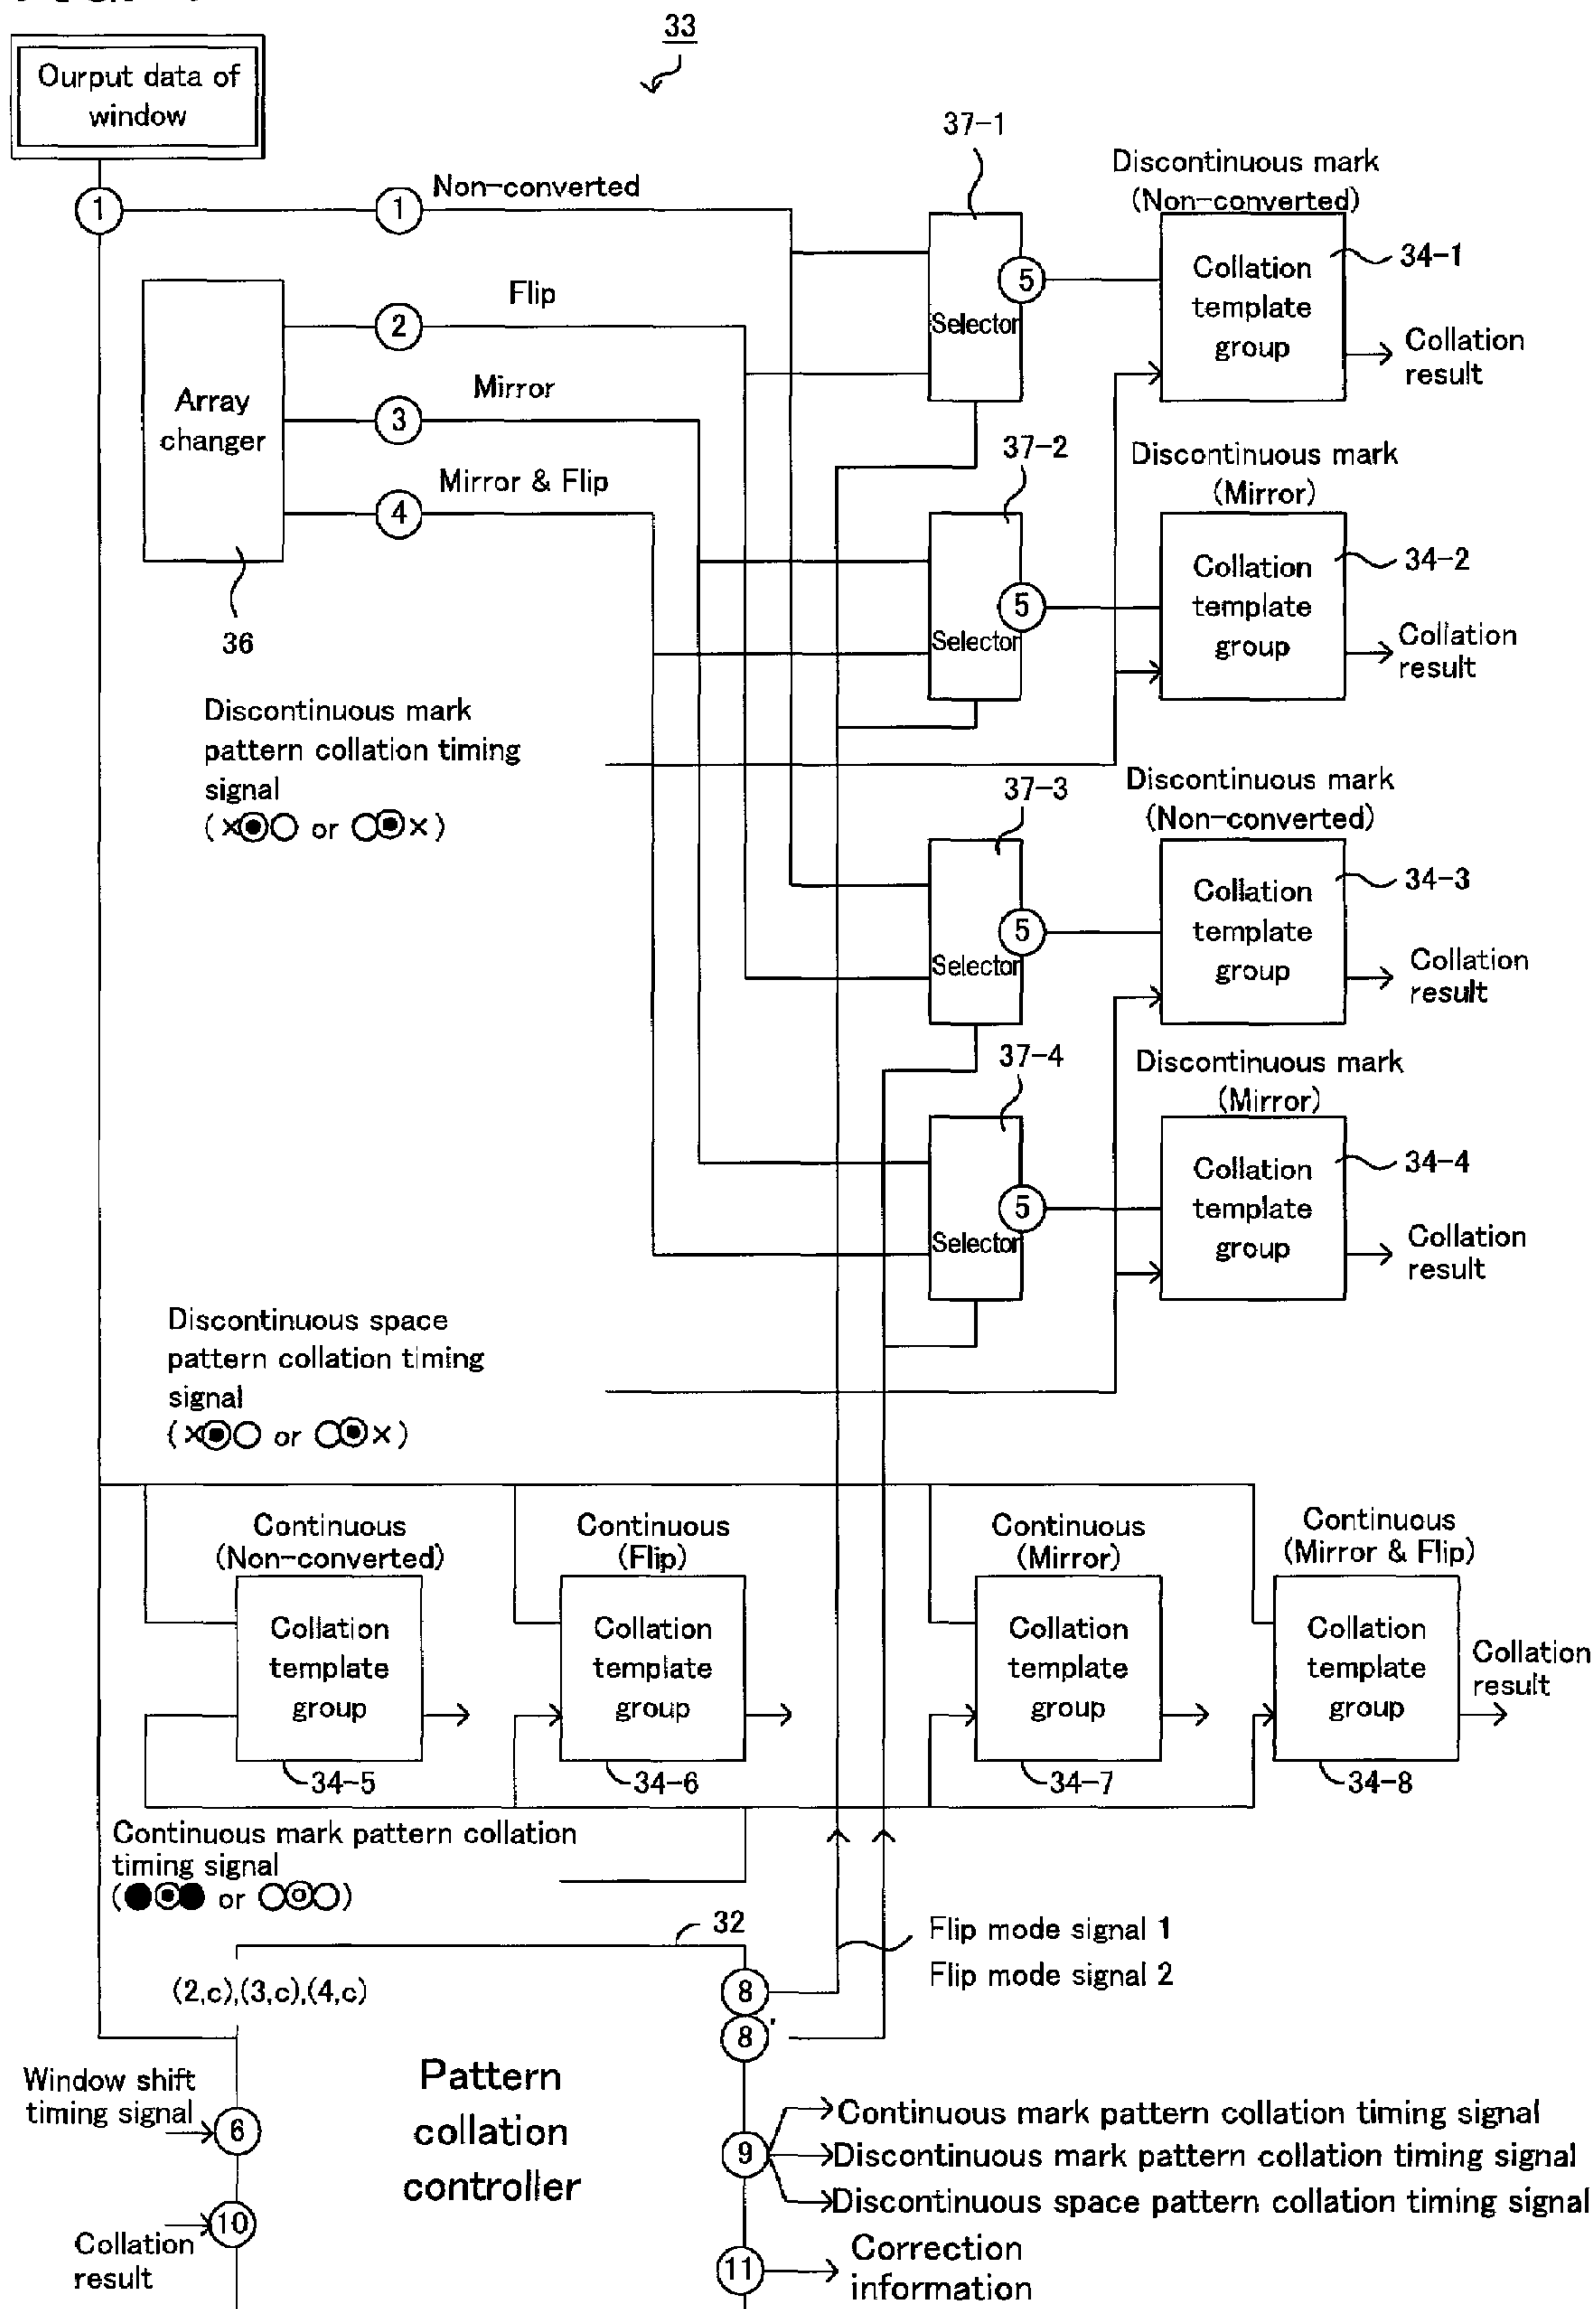 33
Ourput data of
window
37-1
Discontinuous mark
(Non-converted)
1
1
Non-converted
34-1
Collation
template
group
5
Selector
Collation
result
Flip
2
Mirror
3
Array
changer
Mirror & Flip
4
36
37-2
Discontinuous mark
(Mirror)
34-2
Collation
template
group
5
Selector
Collation
result
Discontinuous mark
pattern collation timing
signal
(×◉○ or ○◉×)
37-3
Discontinuous mark
(Non-converted)
34-3
Collation
template
group
5
Selector
Collation
result
37-4
Discontinuous mark
(Mirror)
34-4
Collation
template
group
5
Selector
Collation
result
Discontinuous space
pattern collation timing
signal
(×◉○ or ○◉×)
Continuous
(Non-converted)
Collation
template
group
34-5
Continuous
(Flip)
Collation
template
group
34-6
Continuous
(Mirror)
Collation
template
group
34-7
Continuous
(Mirror & Flip)
Collation
template
group
34-8
Collation
result
Continuous mark pattern collation
timing signal
(●◉● or ○◎○)
32
Flip mode signal 1
Flip mode signal 2
(2,c),(3,c),(4,c)
8
8'
Pattern
collation
controller
Window shift
timing signal
6
10
Collation
result
9
Continuous mark pattern collation timing signal
Discontinuous mark pattern collation timing signal
Discontinuous space pattern collation timing signal
11
Correction
information